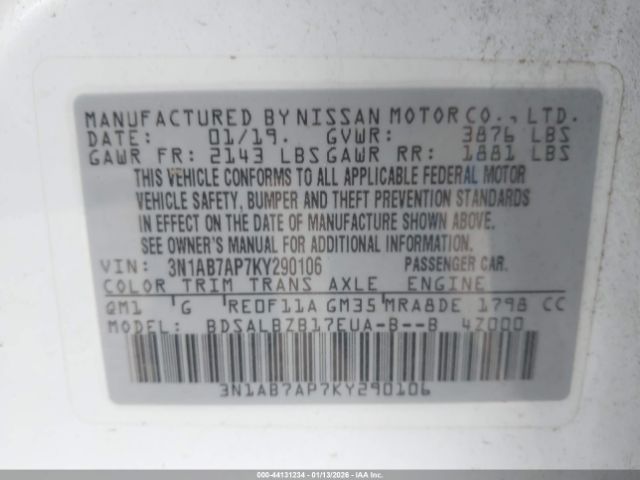 MANUFACTURED BY NISSAN MOTOR CO., LTD.
DATE: 01/19. GVWR: 3876 LBS
GAWR FR: 2143 LBS GAWR RR: 1881 LBS
THIS VEHICLE CONFORMS TO ALL APPLICABLE FEDERAL MOTOR
VEHICLE SAFETY, BUMPER AND THEFT PREVENTION STANDARDS
IN EFFECT ON THE DATE OF MANUFACTURE SHOWN ABOVE.
SEE OWNER'S MANUAL FOR ADDITIONAL INFORMATION.
VIN: 3N1AB7AP7KY290106 PASSENGER CAR.
COLOR TRIM TRANS AXLE ENGINE
QM1 G RE0F11A GM35 MRA8DE 1798 CC
MODEL: BDSALBZB17EUA-B--B 4Z000
3N1AB7AP7KY290106
000-44131234 - 01/13/2026 - IAA, Inc.